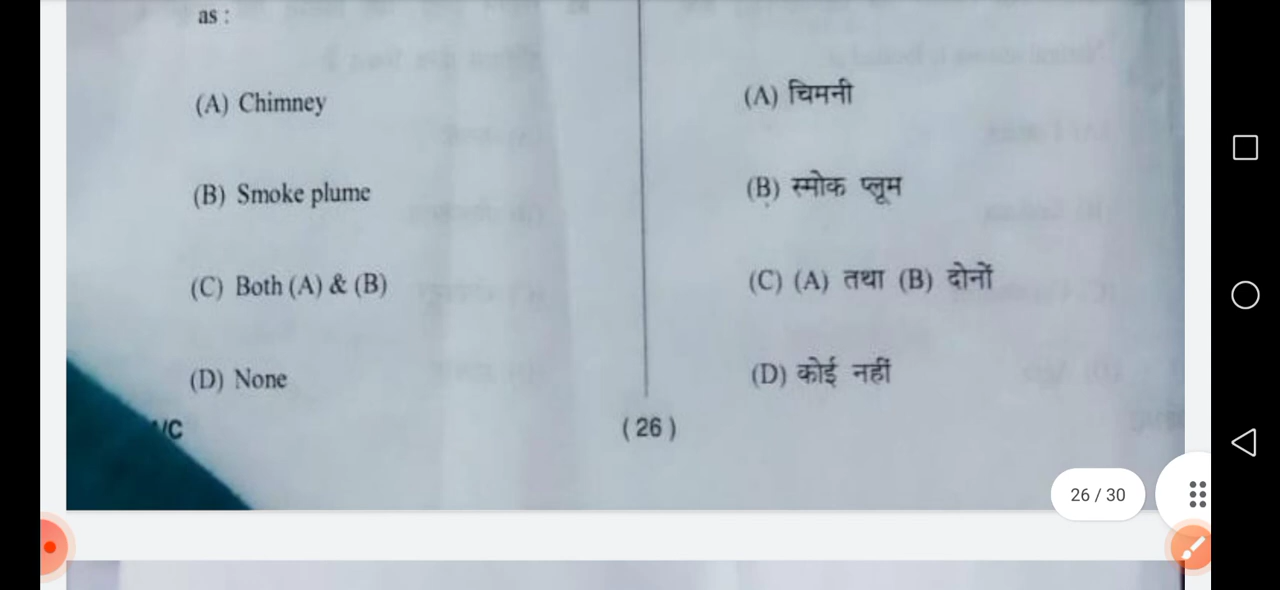 as :
(A) Chimney
(B) Smoke plume
(C) Both (A) & (B)
(D) None
(A) चिमनी
(B) स्मोक प्लूम
(C) (A) तथा (B) दोनों
(D) कोई नहीं
/C
( 26 )
26 / 30